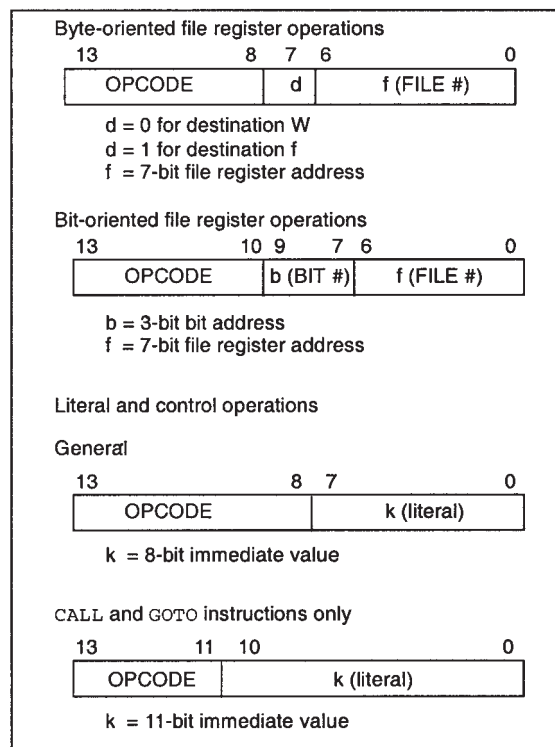 Byte-oriented file register operations
13 8 7 6 0
OPCODE d f (FILE #)
d = 0 for destination W
d = 1 for destination f
f = 7-bit file register address
Bit-oriented file register operations
13 10 9 7 6 0
OPCODE b (BIT #) f (FILE #)
b = 3-bit bit address
f = 7-bit file register address
Literal and control operations
General
13 8 7 0
OPCODE k (literal)
k = 8-bit immediate value
CALL and GOTO instructions only
13 11 10 0
OPCODE k (literal)
k = 11-bit immediate value